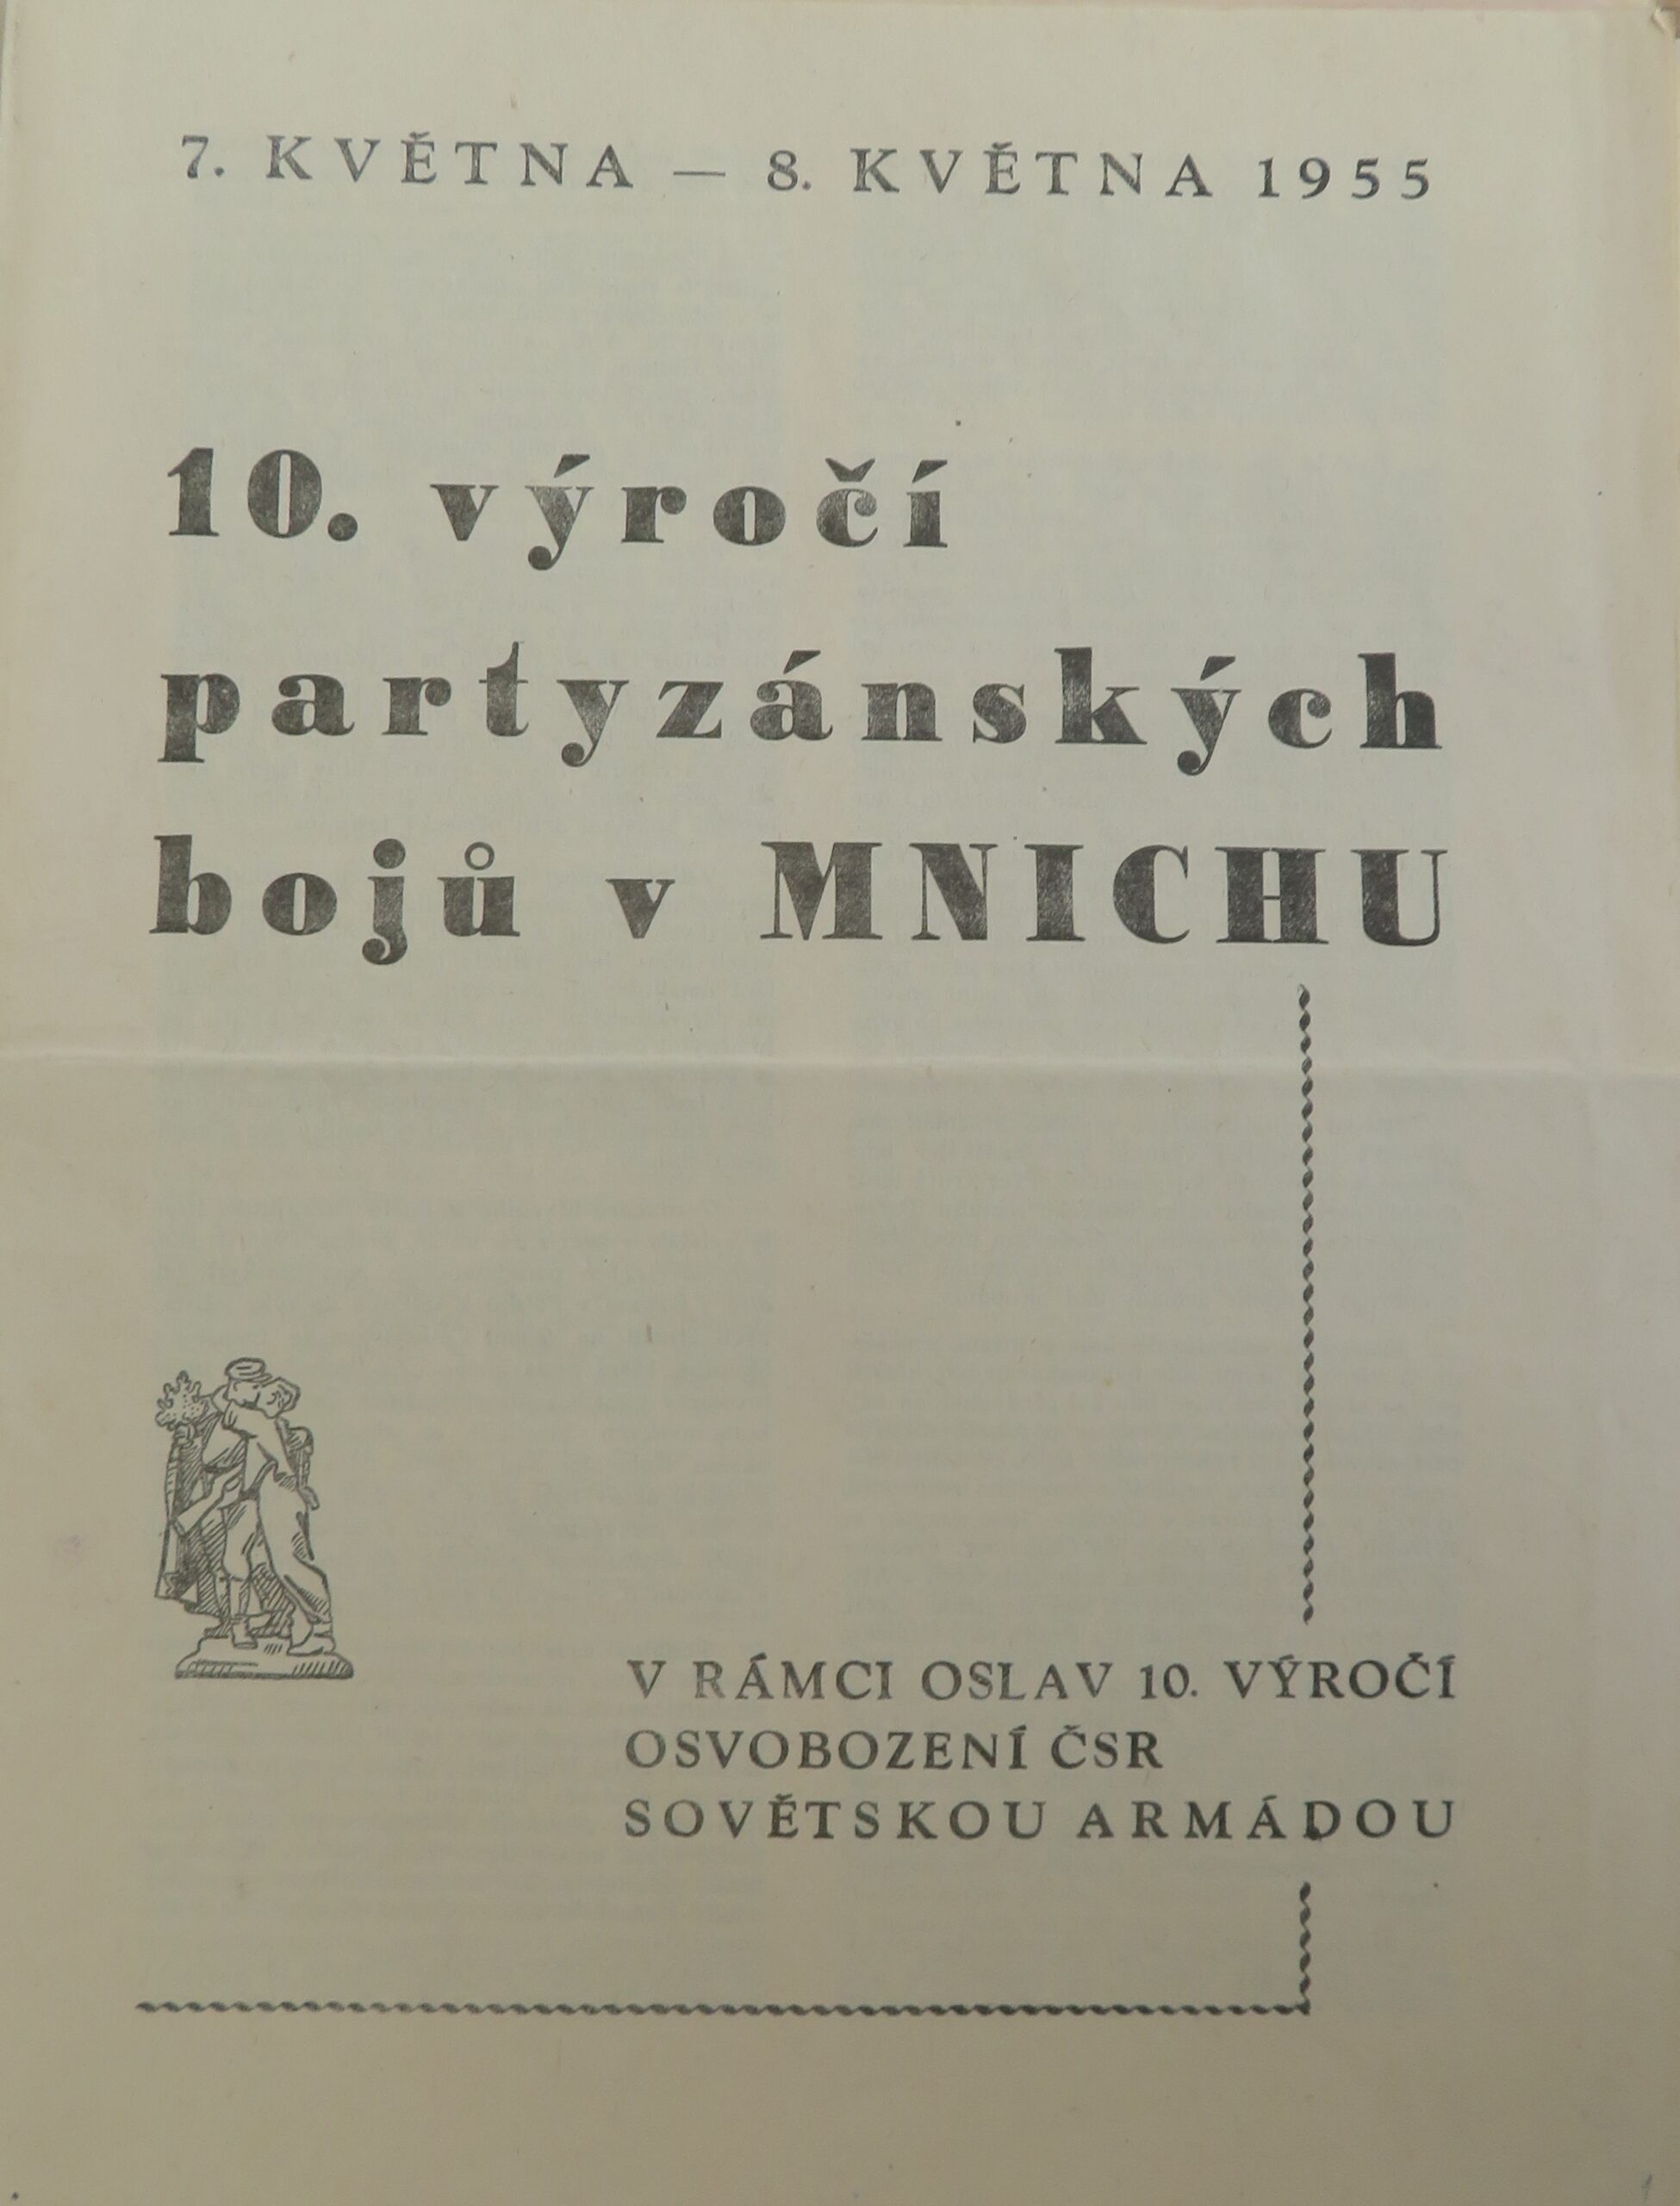 7. KVĚTNA — 8. KVĚTNA 1955
10. výročí
partyzánských
bojů v MNICHU
V RÁMCI OSLAV 10. VÝROČÍ
OSVOBOZENÍ ČSR
SOVĚTSKOU ARMÁDOU